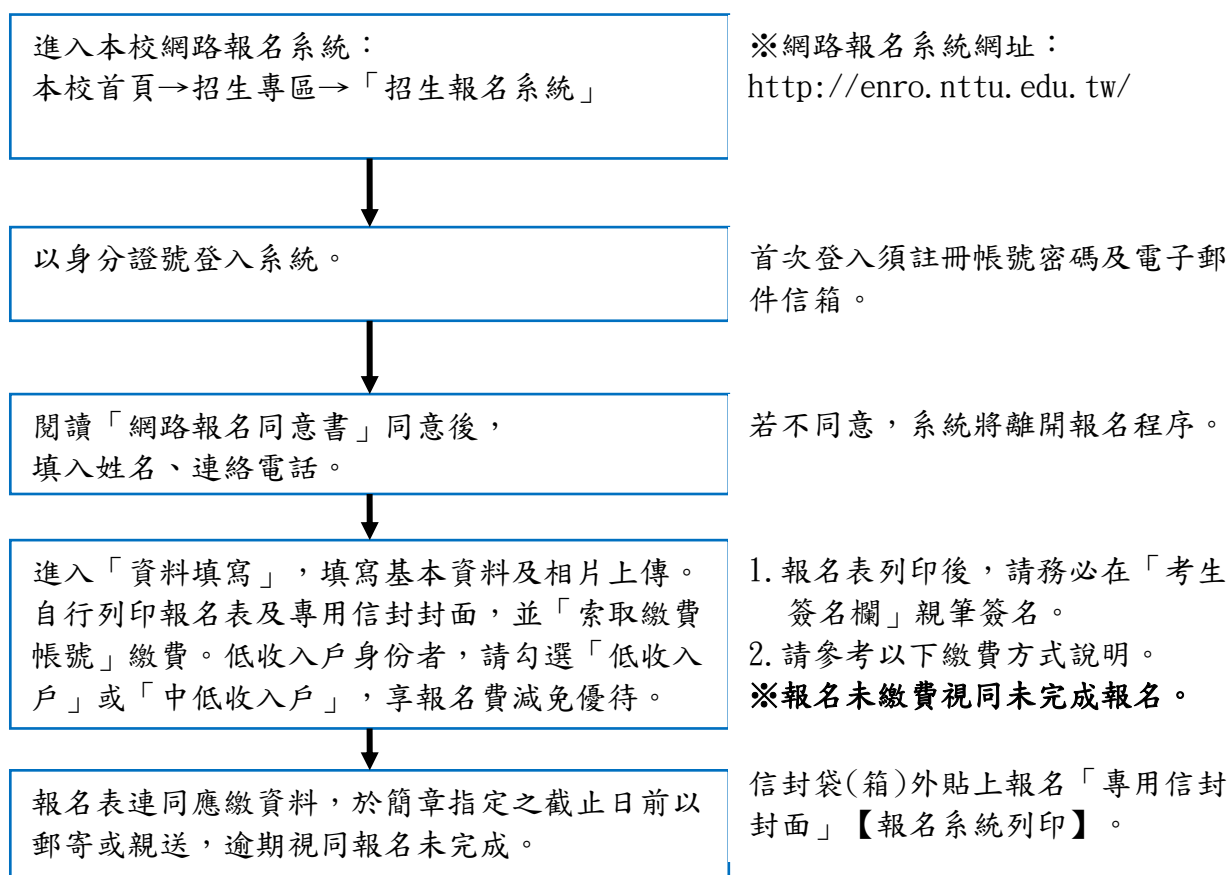 進入本校網路報名系統：
本校首頁→招生專區→「招生報名系統」
※網路報名系統網址：
http://enro.nttu.edu.tw/
以身分證號登入系統。
首次登入須註冊帳號密碼及電子郵
件信箱。
閱讀「網路報名同意書」同意後，
填入姓名、連絡電話。
若不同意，系統將離開報名程序。
進入「資料填寫」，填寫基本資料及相片上傳。
自行列印報名表及專用信封封面，並「索取繳費
帳號」繳費。低收入戶身份者，請勾選「低收入
戶」或「中低收入戶」，享報名費減免優待。
1.報名表列印後，請務必在「考生
簽名欄」親筆簽名。
2.請參考以下繳費方式說明。
※報名未繳費視同未完成報名。
報名表連同應繳資料，於簡章指定之截止日前以
郵寄或親送，逾期視同報名未完成。
信封袋(箱)外貼上報名「專用信封
封面」【報名系統列印】。